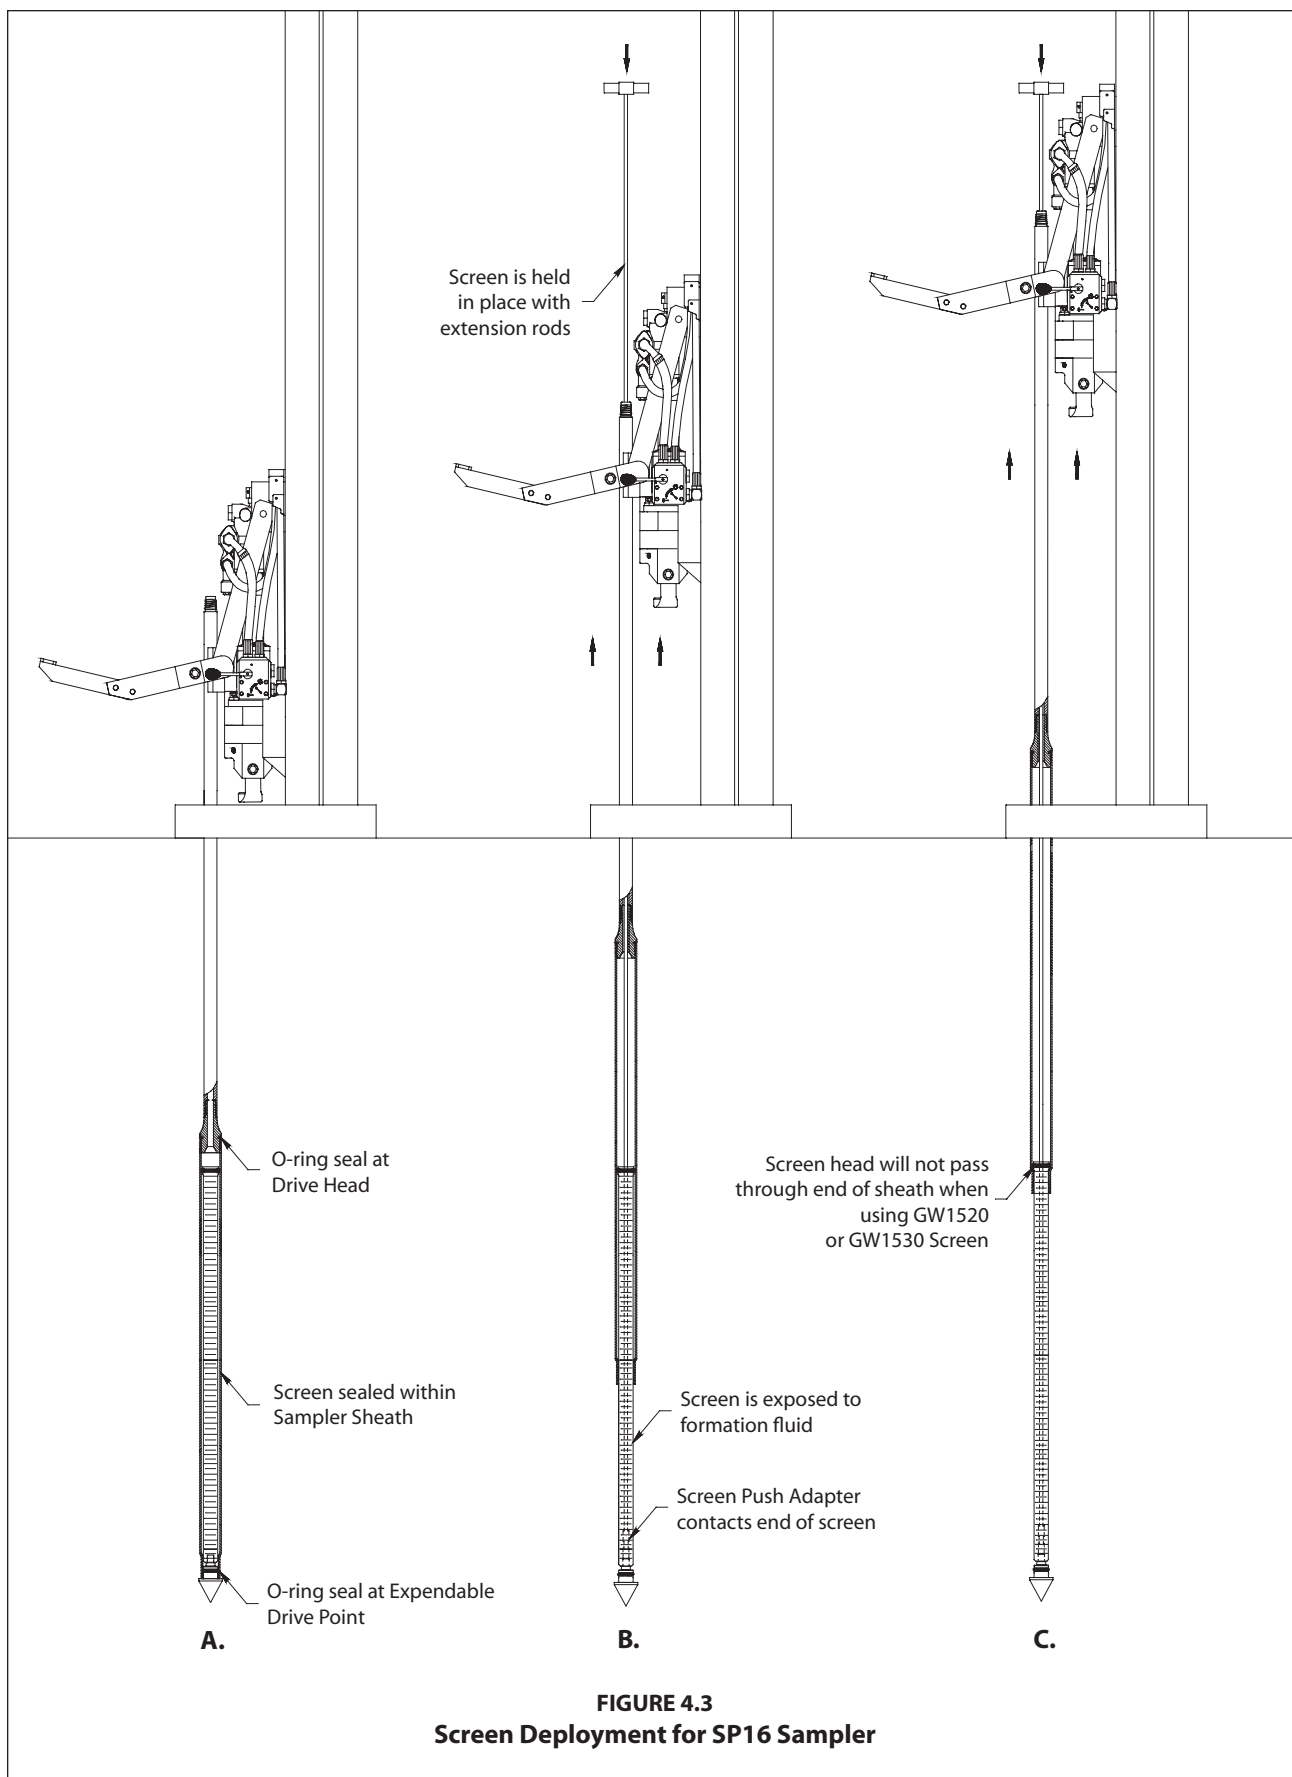 Screen is held
in place with
extension rods
O-ring seal at
Drive Head
Screen head will not pass
through end of sheath when
using GW1520
or GW1530 Screen
Screen sealed within
Sampler Sheath
Screen is exposed to
formation fluid
Screen Push Adapter
contacts end of screen
O-ring seal at Expendable
Drive Point
A.
B.
C.
FIGURE 4.3
Screen Deployment for SP16 Sampler